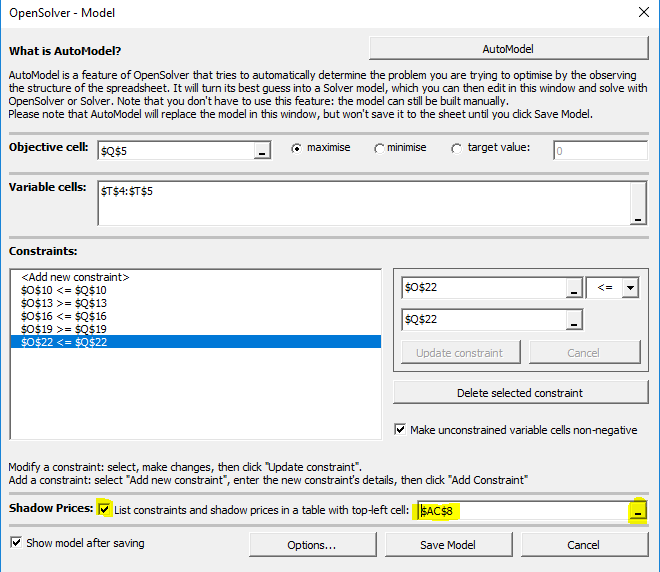 OpenSolver - Model
What is AutoModel?
AutoModel
AutoModel is a feature of OpenSolver that tries to automatically determine the problem you are trying to optimise by the observing
the structure of the spreadsheet. It will turn its best guess into a Solver model, which you can then edit in this window and solve with
OpenSolver or Solver. Note that you don't have to use this feature: the model can still be built manually.
Please note that AutoModel will replace the model in this window, but won't save it to the sheet until you click Save Model.
Objective cell: $Q$5 maximise minimise target value: 0
Variable cells: $T$4:$T$5
Constraints:
<Add new constraint>
$O$10 <= $Q$10
$O$13 >= $Q$13
$O$16 <= $Q$16
$O$19 >= $Q$19
$O$22 <= $Q$22
$O$22 <=
$Q$22
Update constraint Cancel
Delete selected constraint
Make unconstrained variable cells non-negative
Modify a constraint: select, make changes, then click "Update constraint".
Add a constraint: select "Add new constraint", enter the new constraint's details, then click "Add Constraint"
Shadow Prices: List constraints and shadow prices in a table with top-left cell: $AC$8
Show model after saving Options... Save Model Cancel